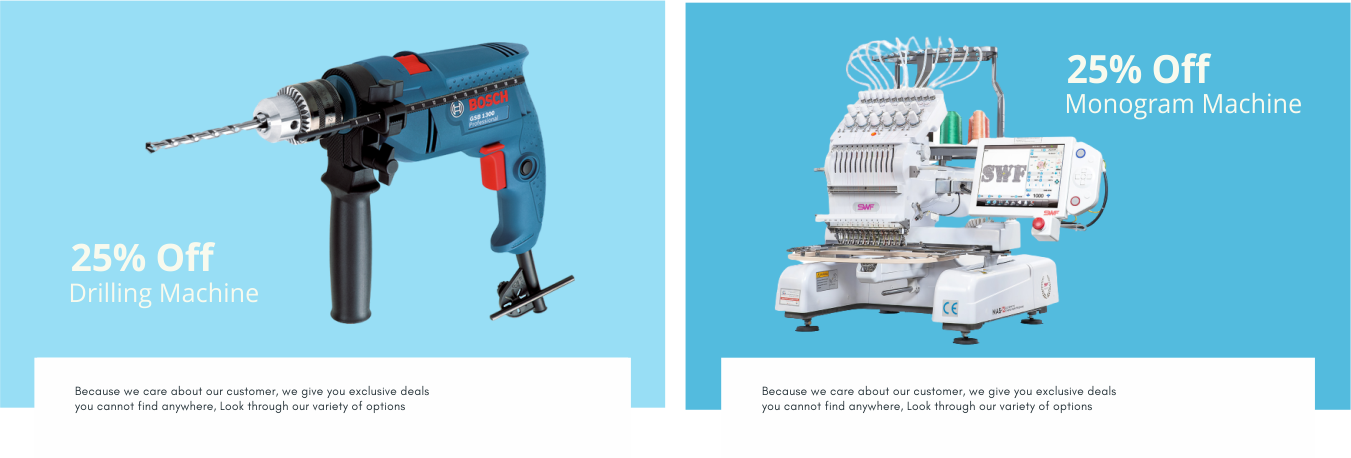 BOSCH
GSB 1300
Professional
25% Off
Drilling Machine
Because we care about our customer, we give you exclusive deals
you cannot find anywhere, Look through our variety of options
25% Off
Monogram Machine
SWF
1000
SWF
SWF
CE
Because we care about our customer, we give you exclusive deals
you cannot find anywhere, Look through our variety of options